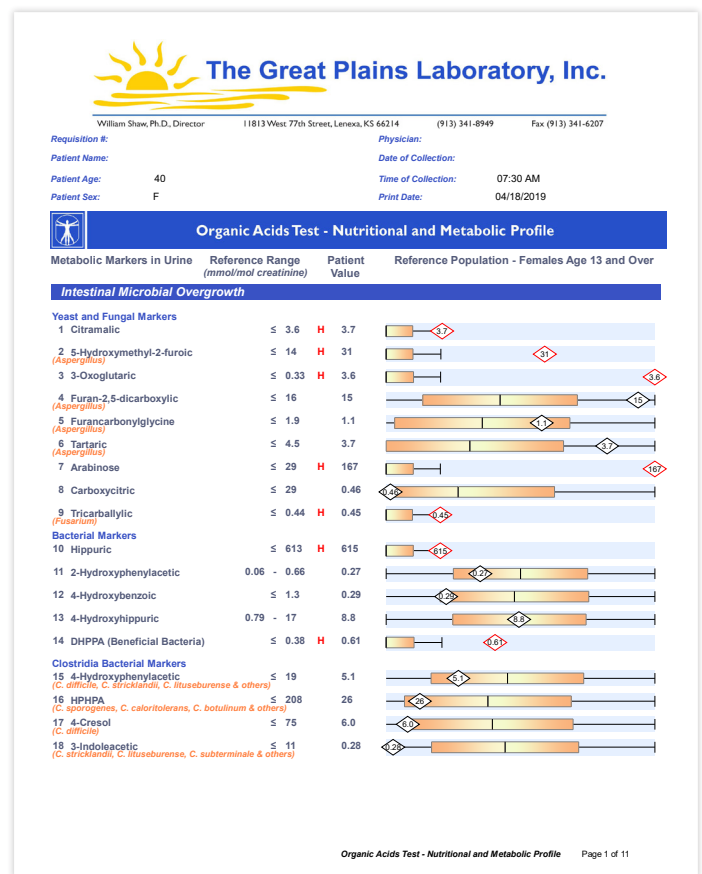 The Great Plains Laboratory, Inc.
William Shaw, Ph.D., Director 11813 West 77th Street, Lenexa, KS 66214 (913) 341-8949 Fax (913) 341-6207
Requisition #: Physician:
Patient Name: Date of Collection:
Patient Age: 40 Time of Collection: 07:30 AM
Patient Sex: F Print Date: 04/18/2019
Organic Acids Test - Nutritional and Metabolic Profile
Metabolic Markers in Urine Reference Range Patient Reference Population - Females Age 13 and Over
(mmol/mol creatinine) Value
Intestinal Microbial Overgrowth
Yeast and Fungal Markers
1 Citramalic ≤ 3.6 H 3.7 3.7
2 5-Hydroxymethyl-2-furoic ≤ 14 H 31 31
(Aspergillus)
3 3-Oxoglutaric ≤ 0.33 H 3.6 3.6
4 Furan-2,5-dicarboxylic ≤ 16 15 15
(Aspergillus)
5 Furancarbonylglycine ≤ 1.9 1.1 1.1
(Aspergillus)
6 Tartaric ≤ 4.5 3.7 3.7
(Aspergillus)
7 Arabinose ≤ 29 H 167 167
8 Carboxycitric ≤ 29 0.46 0.46
9 Tricarballylic ≤ 0.44 H 0.45 0.45
(Fusarium)
Bacterial Markers
10 Hippuric ≤ 613 H 615 615
11 2-Hydroxyphenylacetic 0.06 - 0.66 0.27 0.27
12 4-Hydroxybenzoic ≤ 1.3 0.29 0.29
13 4-Hydroxyhippuric 0.79 - 17 8.8 8.8
14 DHPPA (Beneficial Bacteria) ≤ 0.38 H 0.61 0.61
Clostridia Bacterial Markers
15 4-Hydroxyphenylacetic ≤ 19 5.1 5.1
(C. difficile, C. stricklandii, C. lituseburense & others)
16 HPHPA ≤ 208 26 26
(C. sporogenes, C. caloritolerans, C. botulinum & others)
17 4-Cresol ≤ 75 6.0 6.0
(C. difficile)
18 3-Indoleacetic ≤ 11 0.28 0.28
(C. stricklandii, C. lituseburense, C. subterminale & others)
Organic Acids Test - Nutritional and Metabolic Profile Page 1 of 11